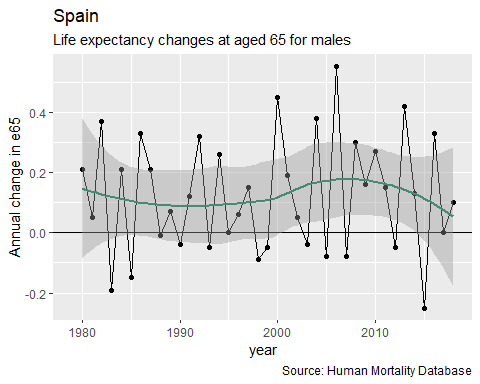 Spain
Life expectancy changes at aged 65 for males
Annual change in e65
0.4
0.2
0.0
-0.2
1980 1990 2000 2010
year
Source: Human Mortality Database